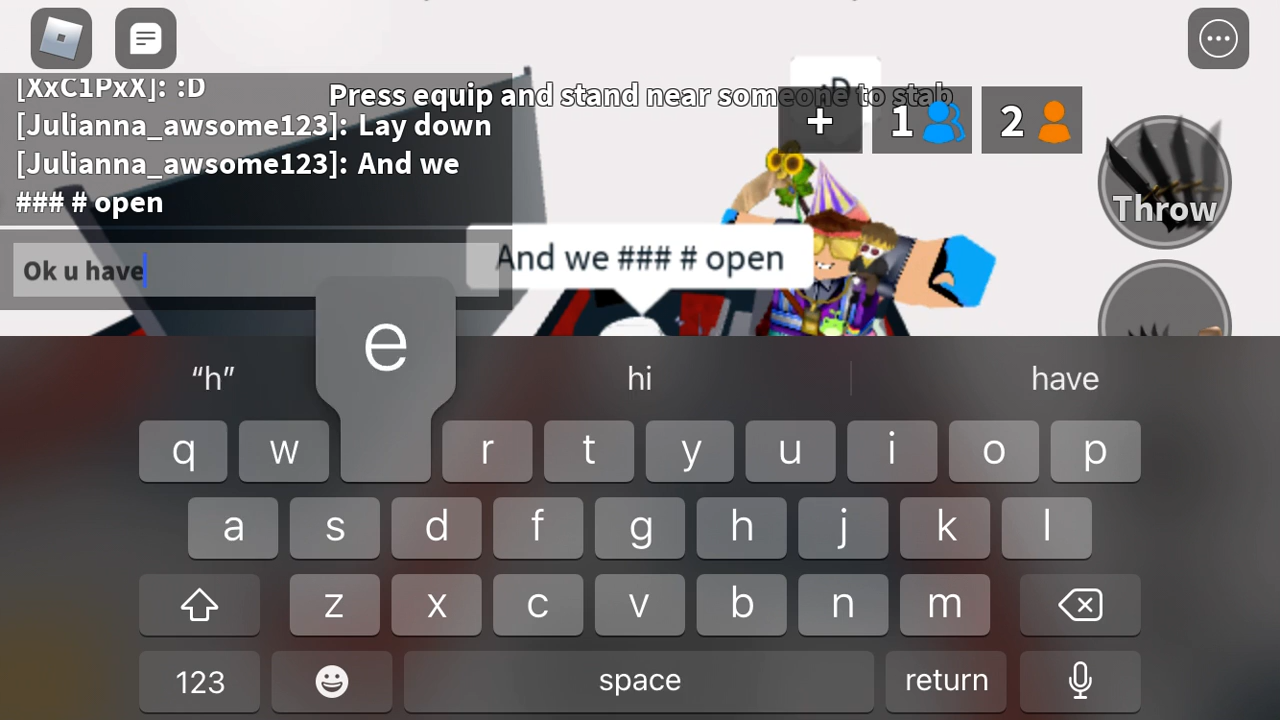 [XxC1PxX]: :D
Press equip and stand near someone to stab
:D
+
1
2
[Julianna_awsome123]: Lay down
[Julianna_awsome123]: And we
### # open
Throw
And we ### # open
Ok u have
e
“h”
hi
have
q w r t y u i o p
a s d f g h j k l
z x c v b n m
123
space
return